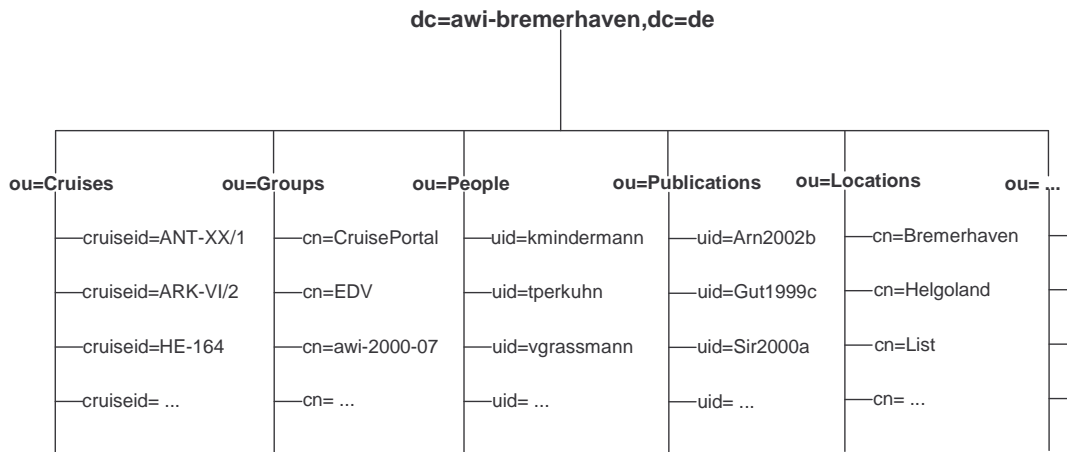 dc=awi-bremerhaven,dc=de
ou=Cruises ou=Groups ou=People ou=Publications ou=Locations ou= ...
cruiseid=ANT-XX/1 cn=CruisePortal uid=kmindermann uid=Arn2002b cn=Bremerhaven
cruiseid=ARK-VI/2 cn=EDV uid=tperkuhn uid=Gut1999c cn=Helgoland
cruiseid=HE-164 cn=awi-2000-07 uid=vgrassmann uid=Sir2000a cn=List
cruiseid= ... cn= ... uid= ... uid= ... cn= ...